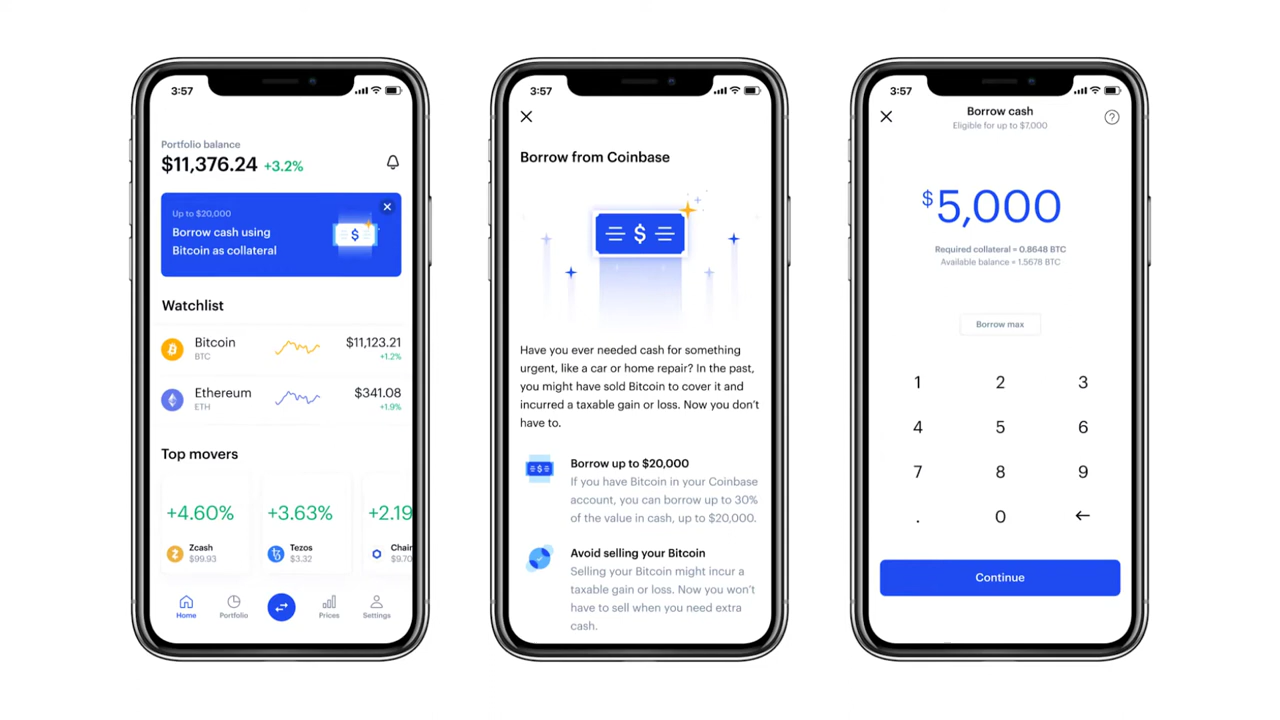 3:57
Portfolio balance
$11,376.24 +3.2%
Up to $20,000
Borrow cash using
Bitcoin as collateral
$
Watchlist
Bitcoin
BTC
$11,123.21
+1.2%
Ethereum
ETH
$341.08
+1.9%
Top movers
+4.60%
Zcash
$99.93
+3.63%
Tezos
$3.32
+2.19
Chain
$9.70
Home
Portfolio
Prices
Settings
3:57
Borrow from Coinbase
$
Have you ever needed cash for something
urgent, like a car or home repair? In the past,
you might have sold Bitcoin to cover it and
incurred a taxable gain or loss. Now you don't
have to.
$
Borrow up to $20,000
If you have Bitcoin in your Coinbase
account, you can borrow up to 30%
of the value in cash, up to $20,000.
Avoid selling your Bitcoin
Selling your Bitcoin might incur a
taxable gain or loss. Now you won't
have to sell when you need extra
cash.
3:57
Borrow cash
?
Eligible for up to $7,000
$5,000
Required collateral = 0.8648 BTC
Available balance = 1.5678 BTC
Borrow max
1 2 3
4 5 6
7 8 9
. 0
Continue